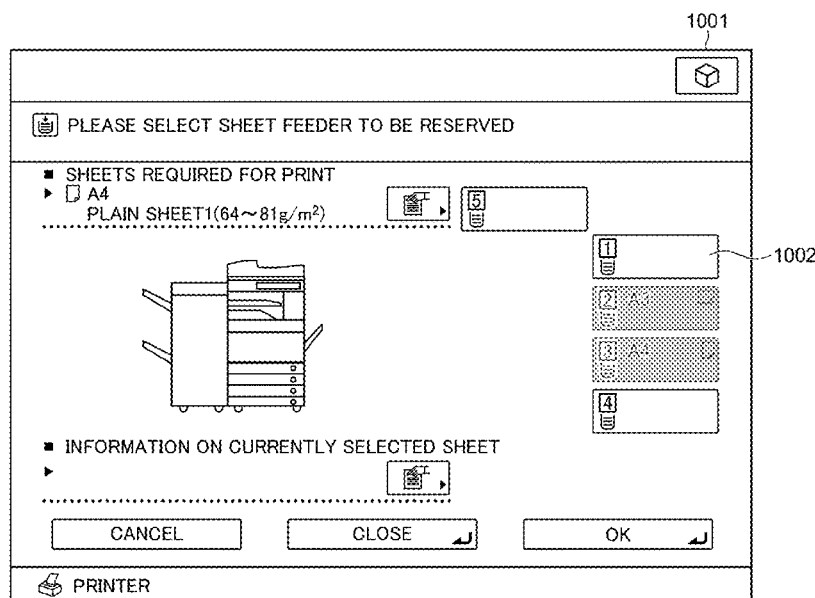 1001
PLEASE SELECT SHEET FEEDER TO BE RESERVED
■ SHEETS REQUIRED FOR PRINT
A4
PLAIN SHEET1(64～81g/m²)
5
1
1002
2 A3
3 A4
4
■ INFORMATION ON CURRENTLY SELECTED SHEET
CANCEL CLOSE OK
PRINTER